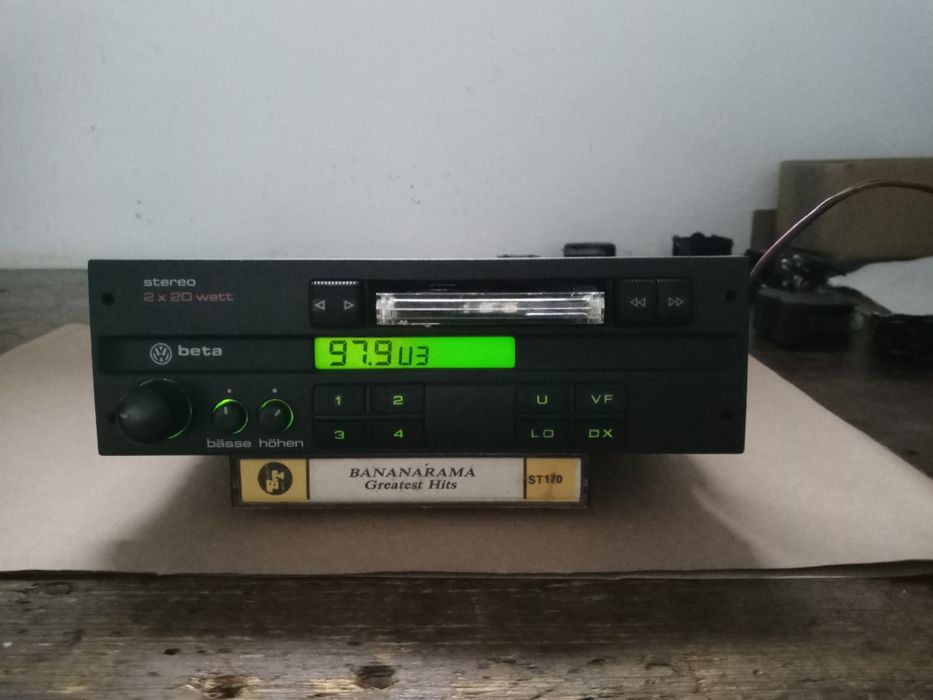 stereo
2 x 20 watt
beta
97.9 U3
1 2
U VF
bässe höhen
3 4
LO DX
BANANARAMA
Greatest Hits
ST170